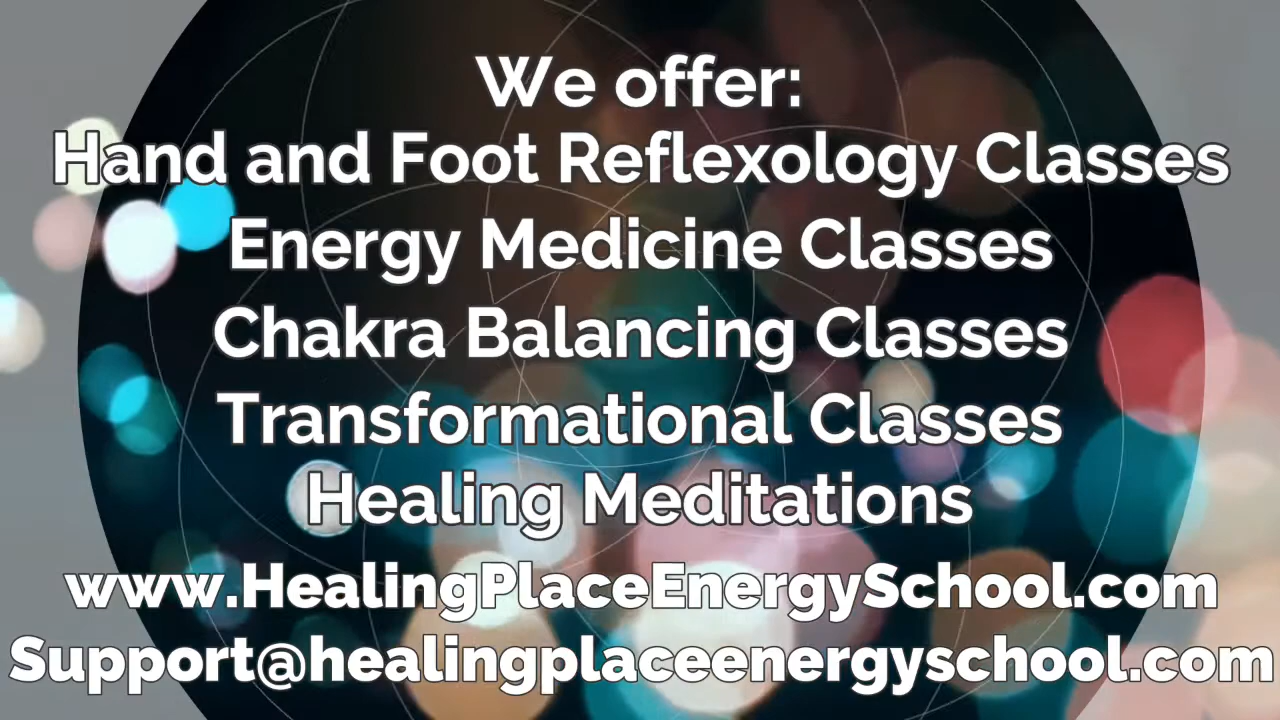 We offer:
Hand and Foot Reflexology Classes
Energy Medicine Classes
Chakra Balancing Classes
Transformational Classes
Healing Meditations
www.HealingPlaceEnergySchool.com
Support@healingplaceenergyschool.com